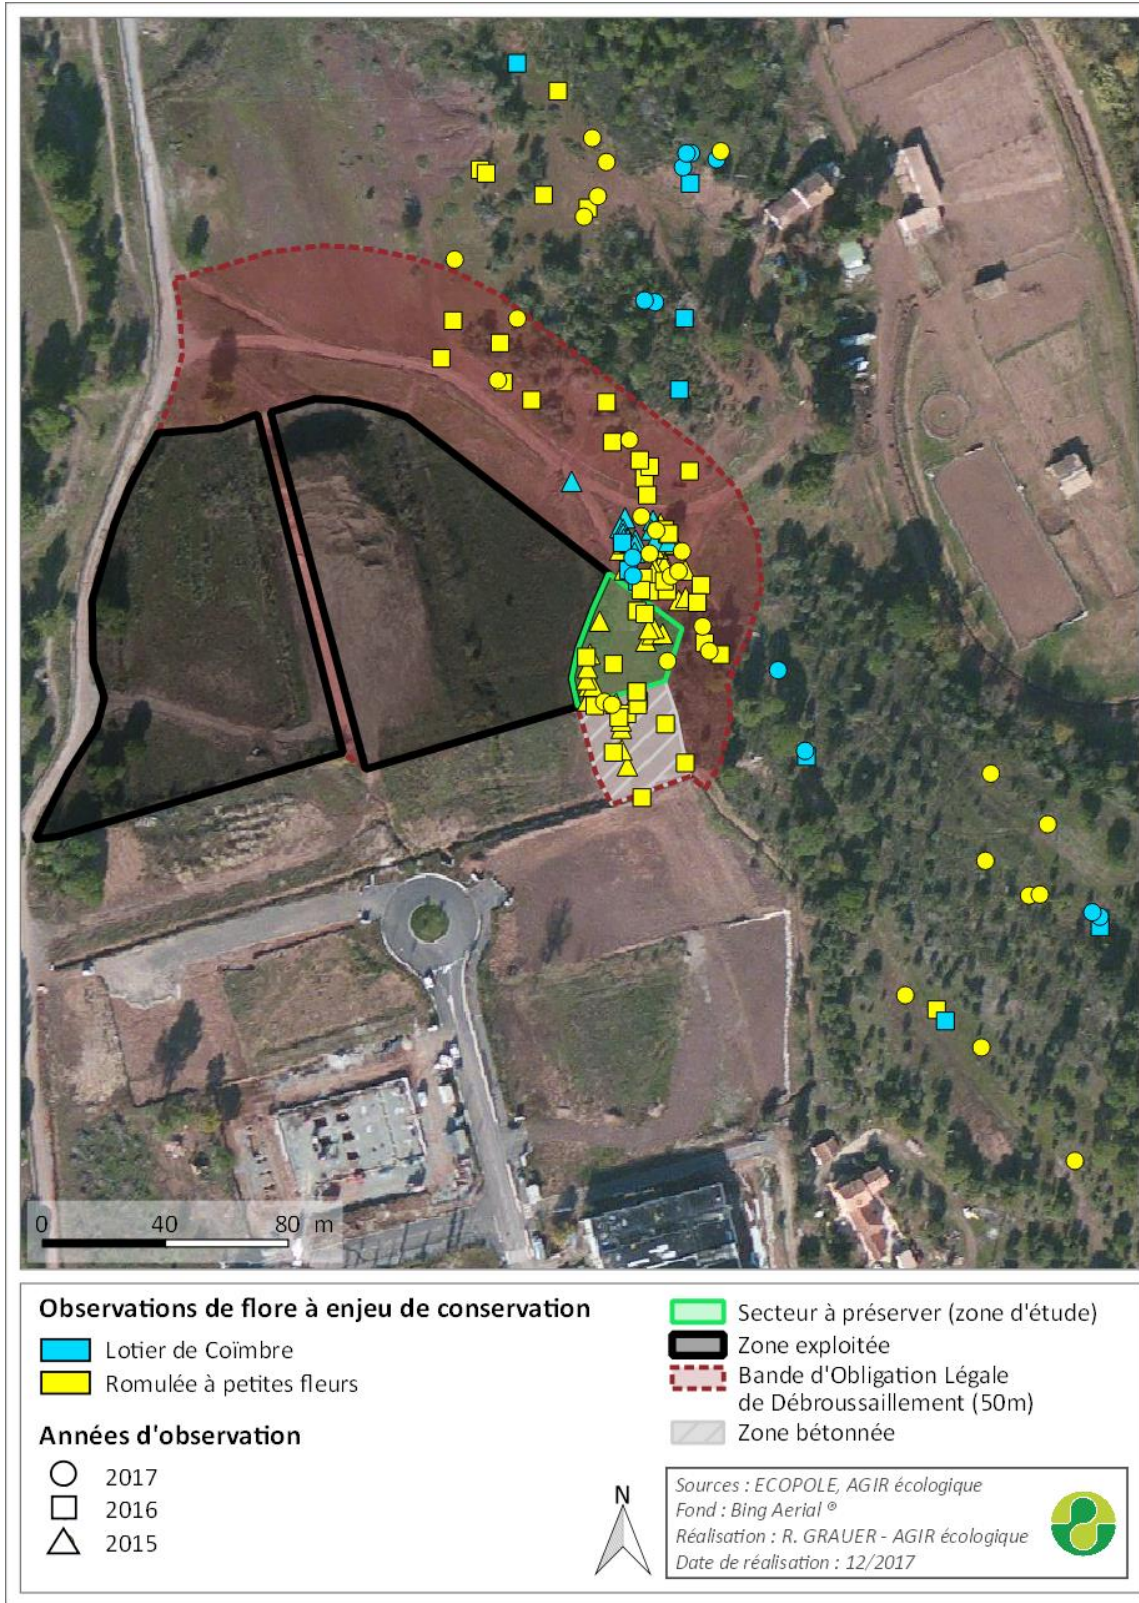 0 40 80 m
Observations de flore à enjeu de conservation
Lotier de Coïmbre
Romulée à petites fleurs
Années d'observation
2017
2016
2015
Secteur à préserver (zone d'étude)
Zone exploitée
Bande d'Obligation Légale
de Débroussaillement (50m)
Zone bétonnée
N
Sources : ECOPOLE, AGIR écologique
Fond : Bing Aerial ®
Réalisation : R. GRAUER - AGIR écologique
Date de réalisation : 12/2017